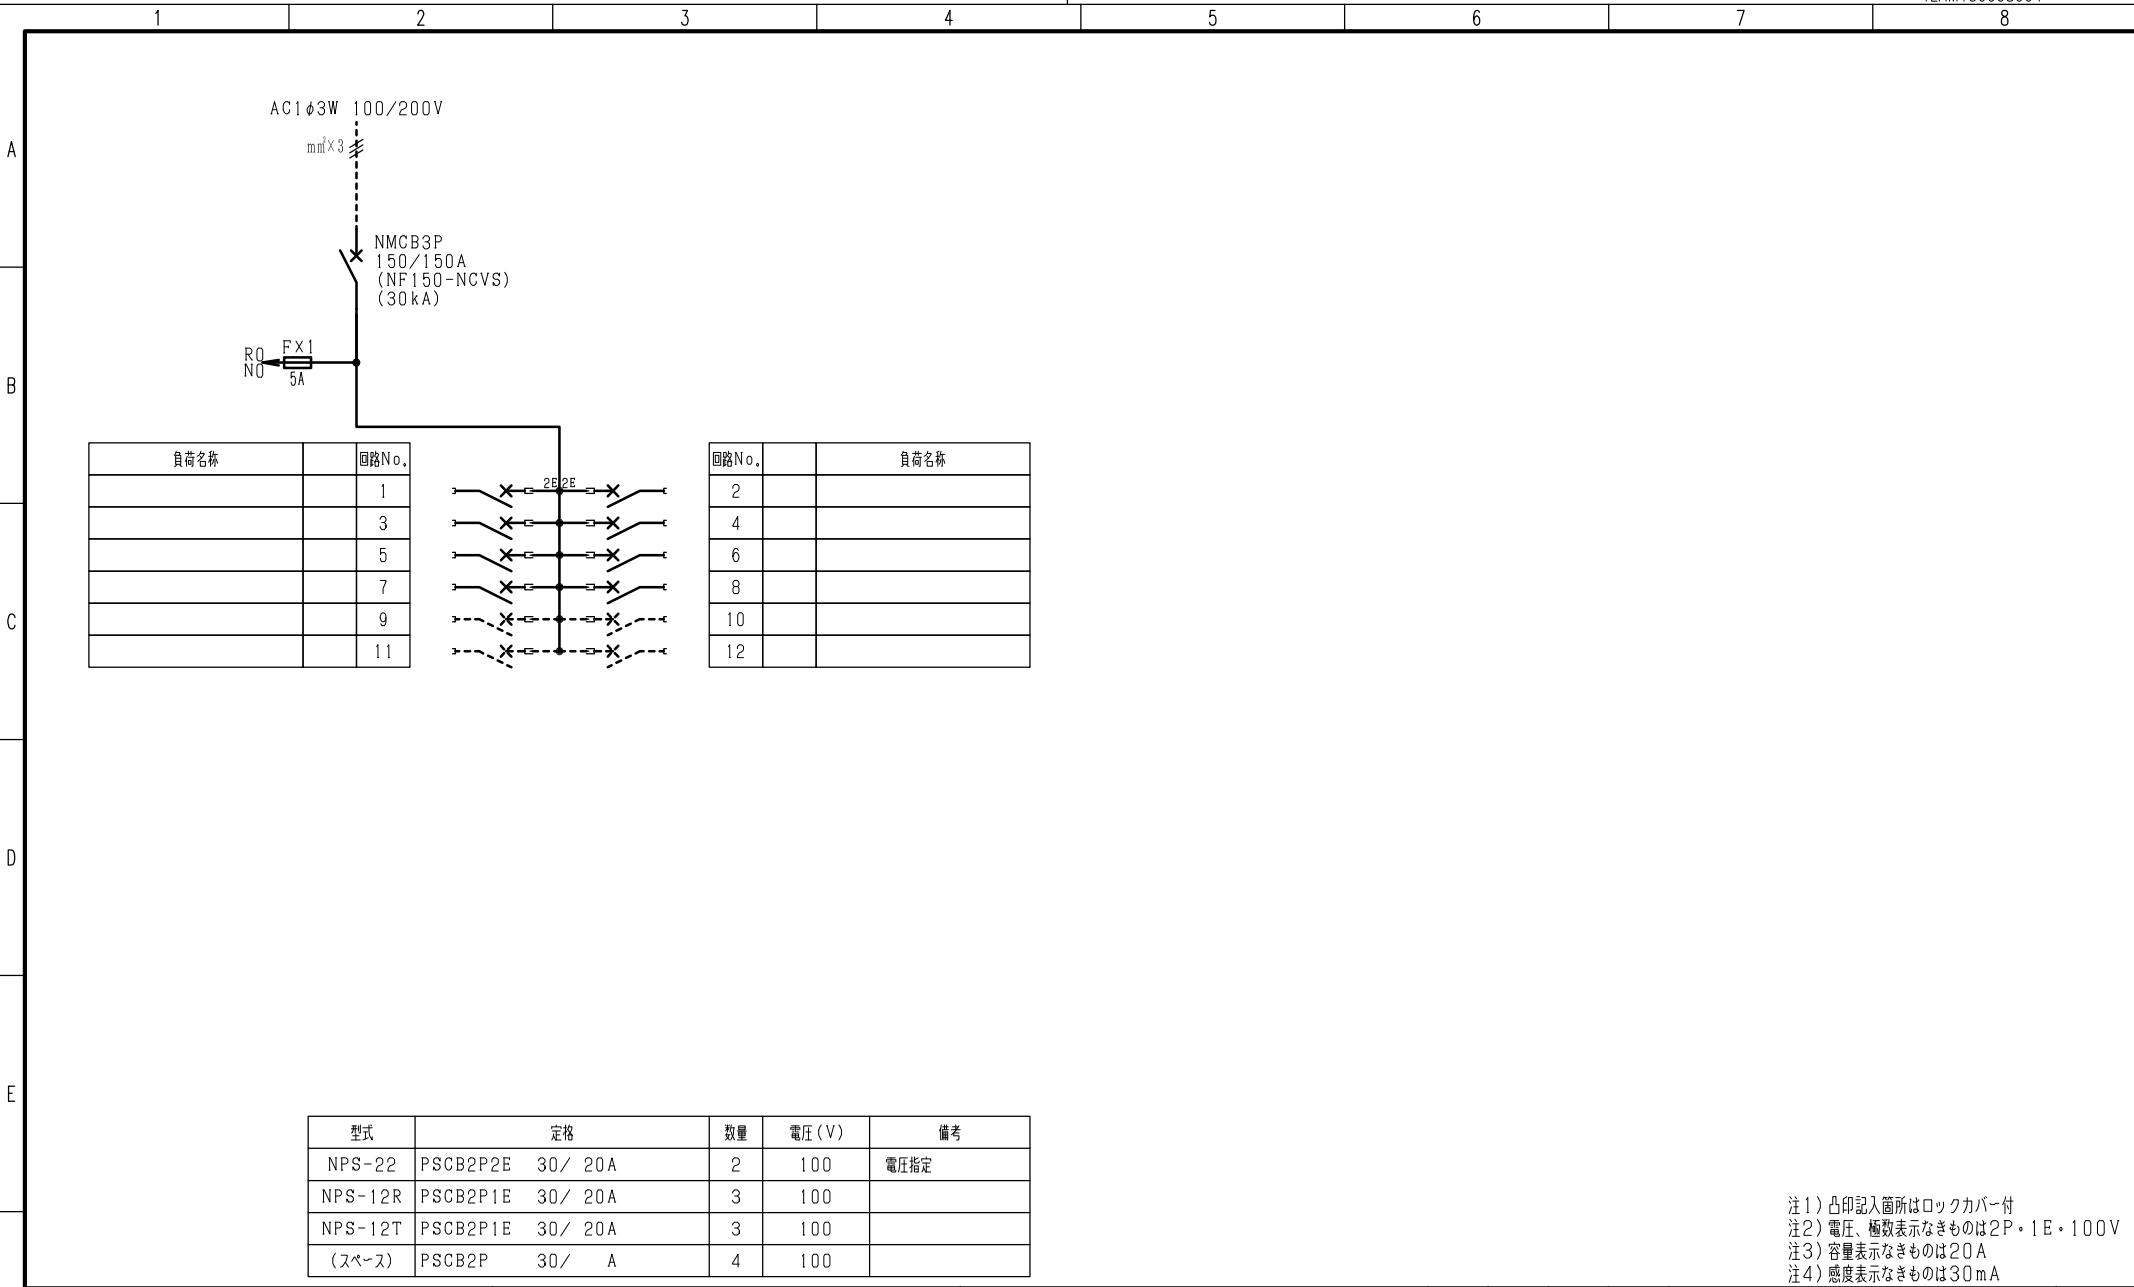 1 2 3 4 5 6 7 8
A
B
C
D
E
AC1φ3W 100/200V
mm²×3
NMCB3P
150/150A
(NF150-NCVS)
(30kA)
R0
N0
F×1
5A
負荷名称 回路No.
1
3
5
7
9
11
2E 2E
回路No. 負荷名称
2
4
6
8
10
12
型式 定格 数量 電圧(V) 備考
NPS-22 PSCB2P2E 30/ 20A 2 100 電圧指定
NPS-12R PSCB2P1E 30/ 20A 3 100
NPS-12T PSCB2P1E 30/ 20A 3 100
(スペース) PSCB2P 30/ A 4 100
注1)凸印記入箇所はロックカバー付
注2)電圧、極数表示なきものは2P・1E・100V
注3)容量表示なきものは20A
注4)感度表示なきものは30mA